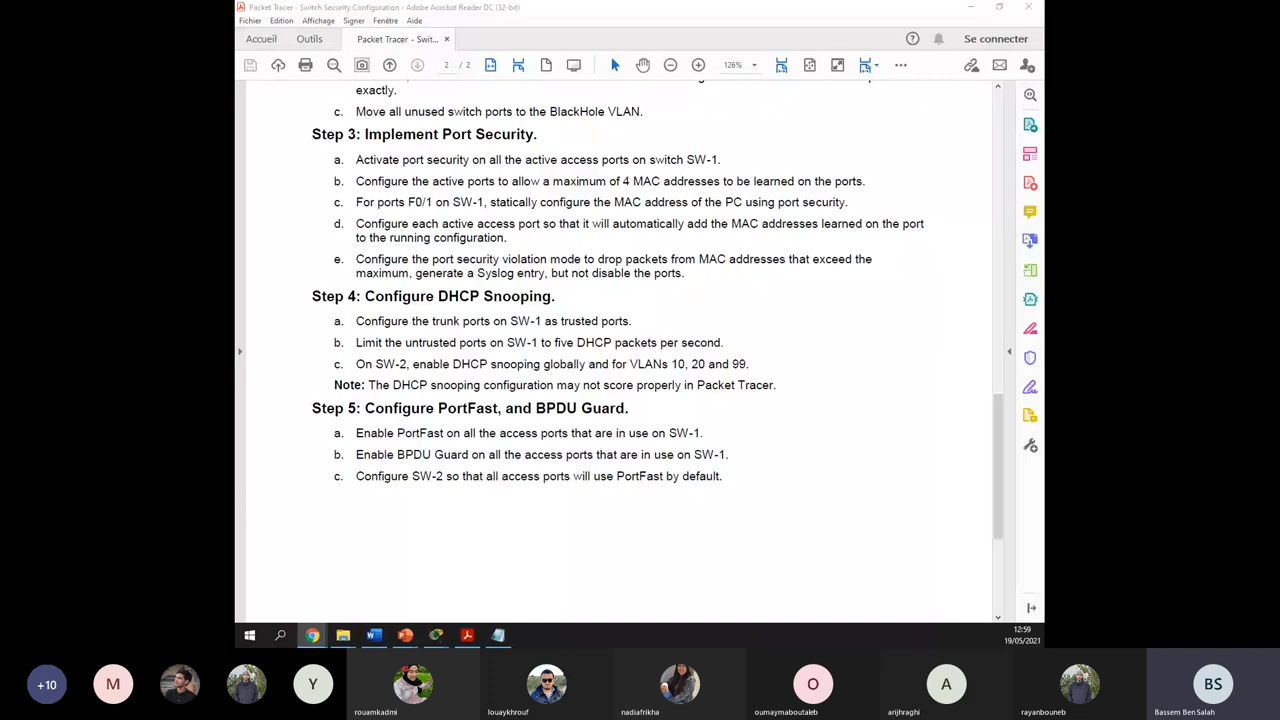 Packet Tracer - Switch Security Configuration - Adobe Acrobat Reader DC (32-bit)
Fichier Edition Affichage Signer Fenêtre Aide
Accueil Outils Packet Tracer - Swit... × Se connecter
2 / 2 126%
exactly.
c. Move all unused switch ports to the BlackHole VLAN.
Step 3: Implement Port Security.
a. Activate port security on all the active access ports on switch SW-1.
b. Configure the active ports to allow a maximum of 4 MAC addresses to be learned on the ports.
c. For ports F0/1 on SW-1, statically configure the MAC address of the PC using port security.
d. Configure each active access port so that it will automatically add the MAC addresses learned on the port
to the running configuration.
e. Configure the port security violation mode to drop packets from MAC addresses that exceed the
maximum, generate a Syslog entry, but not disable the ports.
Step 4: Configure DHCP Snooping.
a. Configure the trunk ports on SW-1 as trusted ports.
b. Limit the untrusted ports on SW-1 to five DHCP packets per second.
c. On SW-2, enable DHCP snooping globally and for VLANs 10, 20 and 99.
Note: The DHCP snooping configuration may not score properly in Packet Tracer.
Step 5: Configure PortFast, and BPDU Guard.
a. Enable PortFast on all the access ports that are in use on SW-1.
b. Enable BPDU Guard on all the access ports that are in use on SW-1.
c. Configure SW-2 so that all access ports will use PortFast by default.
12:59
19/05/2021
+10 M Y O A BS
rouamkadmi louaykhrouf nadiafrikha oumaymaboutaleb arijhraghi rayanbouneb Bassem Ben Salah